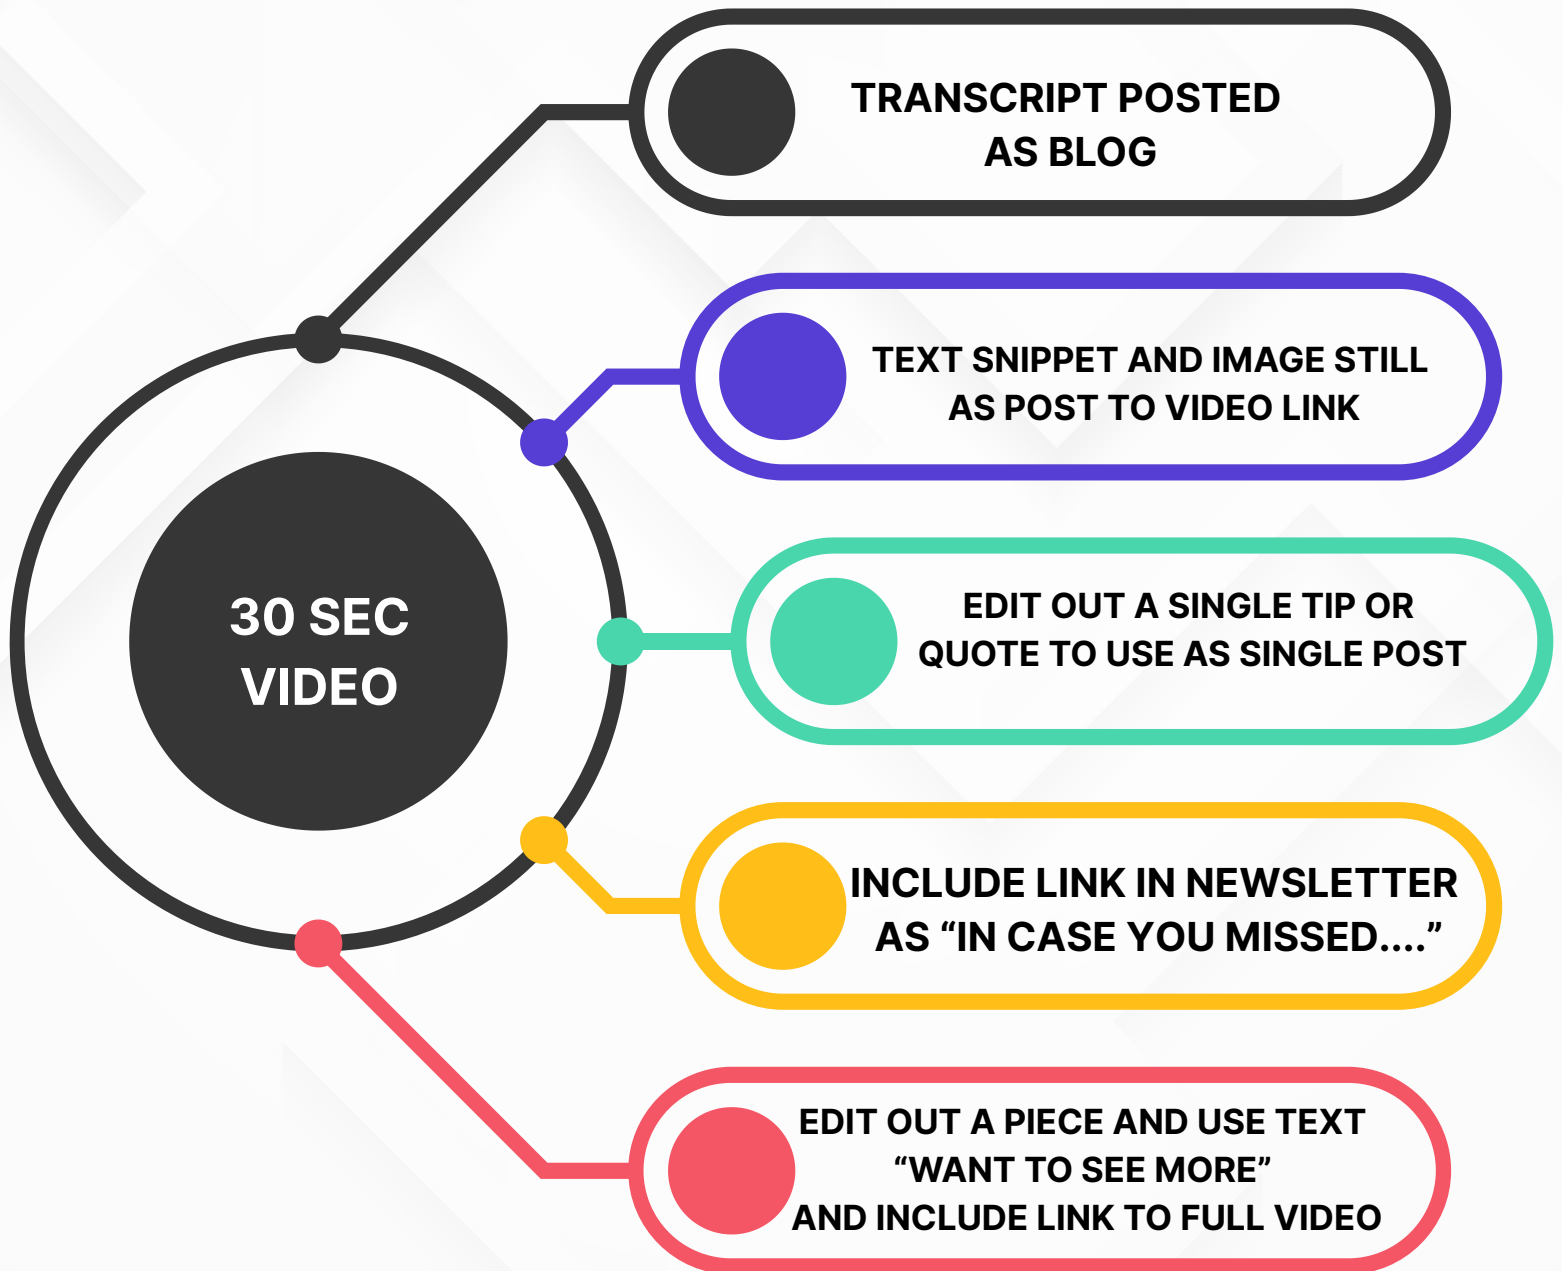 30 SEC
VIDEO
TRANSCRIPT POSTED
AS BLOG
TEXT SNIPPET AND IMAGE STILL
AS POST TO VIDEO LINK
EDIT OUT A SINGLE TIP OR
QUOTE TO USE AS SINGLE POST
INCLUDE LINK IN NEWSLETTER
AS “IN CASE YOU MISSED....”
EDIT OUT A PIECE AND USE TEXT
“WANT TO SEE MORE”
AND INCLUDE LINK TO FULL VIDEO